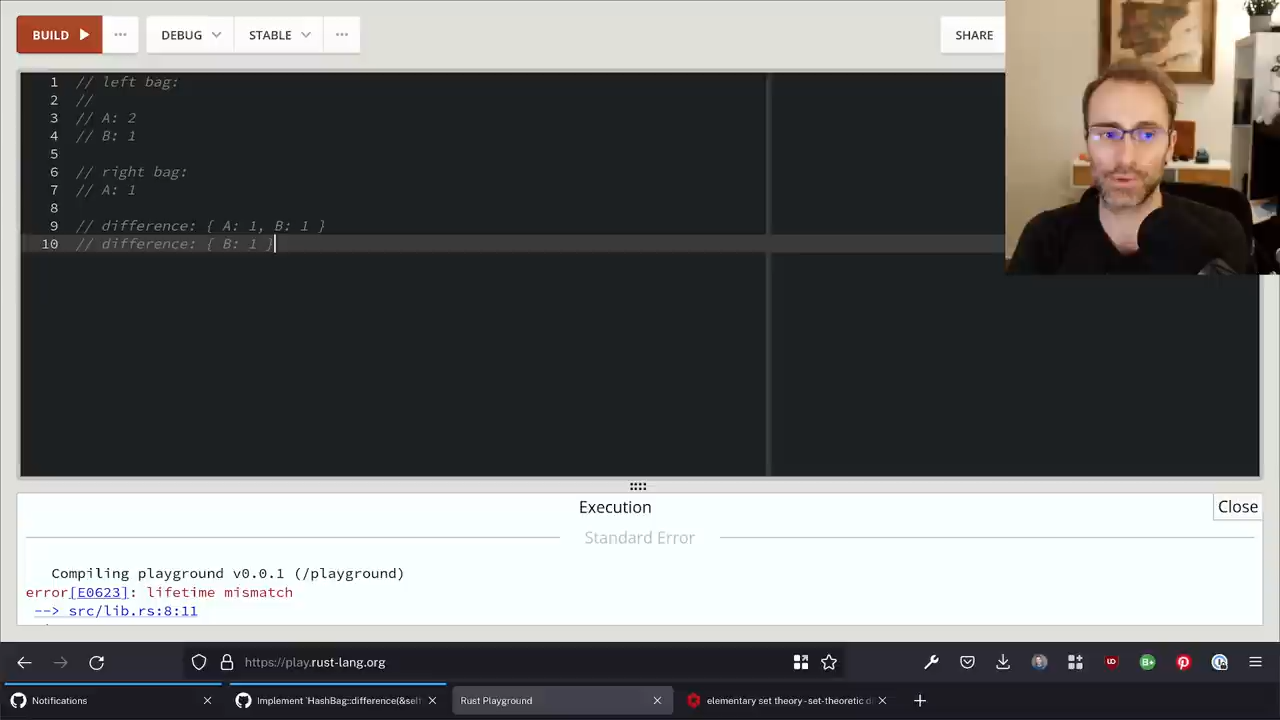 BUILD ▶ ··· DEBUG STABLE ··· SHARE
1 // left bag:
2 //
3 // A: 2
4 // B: 1
5
6 // right bag:
7 // A: 1
8
9 // difference: { A: 1, B: 1 }
10 // difference: { B: 1 }
Execution
Close
Standard Error
Compiling playground v0.0.1 (/playground)
error[E0623]: lifetime mismatch
--> src/lib.rs:8:11
https://play.rust-lang.org
Notifications
Implement `HashBag::difference(&self
Rust Playground
elementary set theory - set-theoretic di